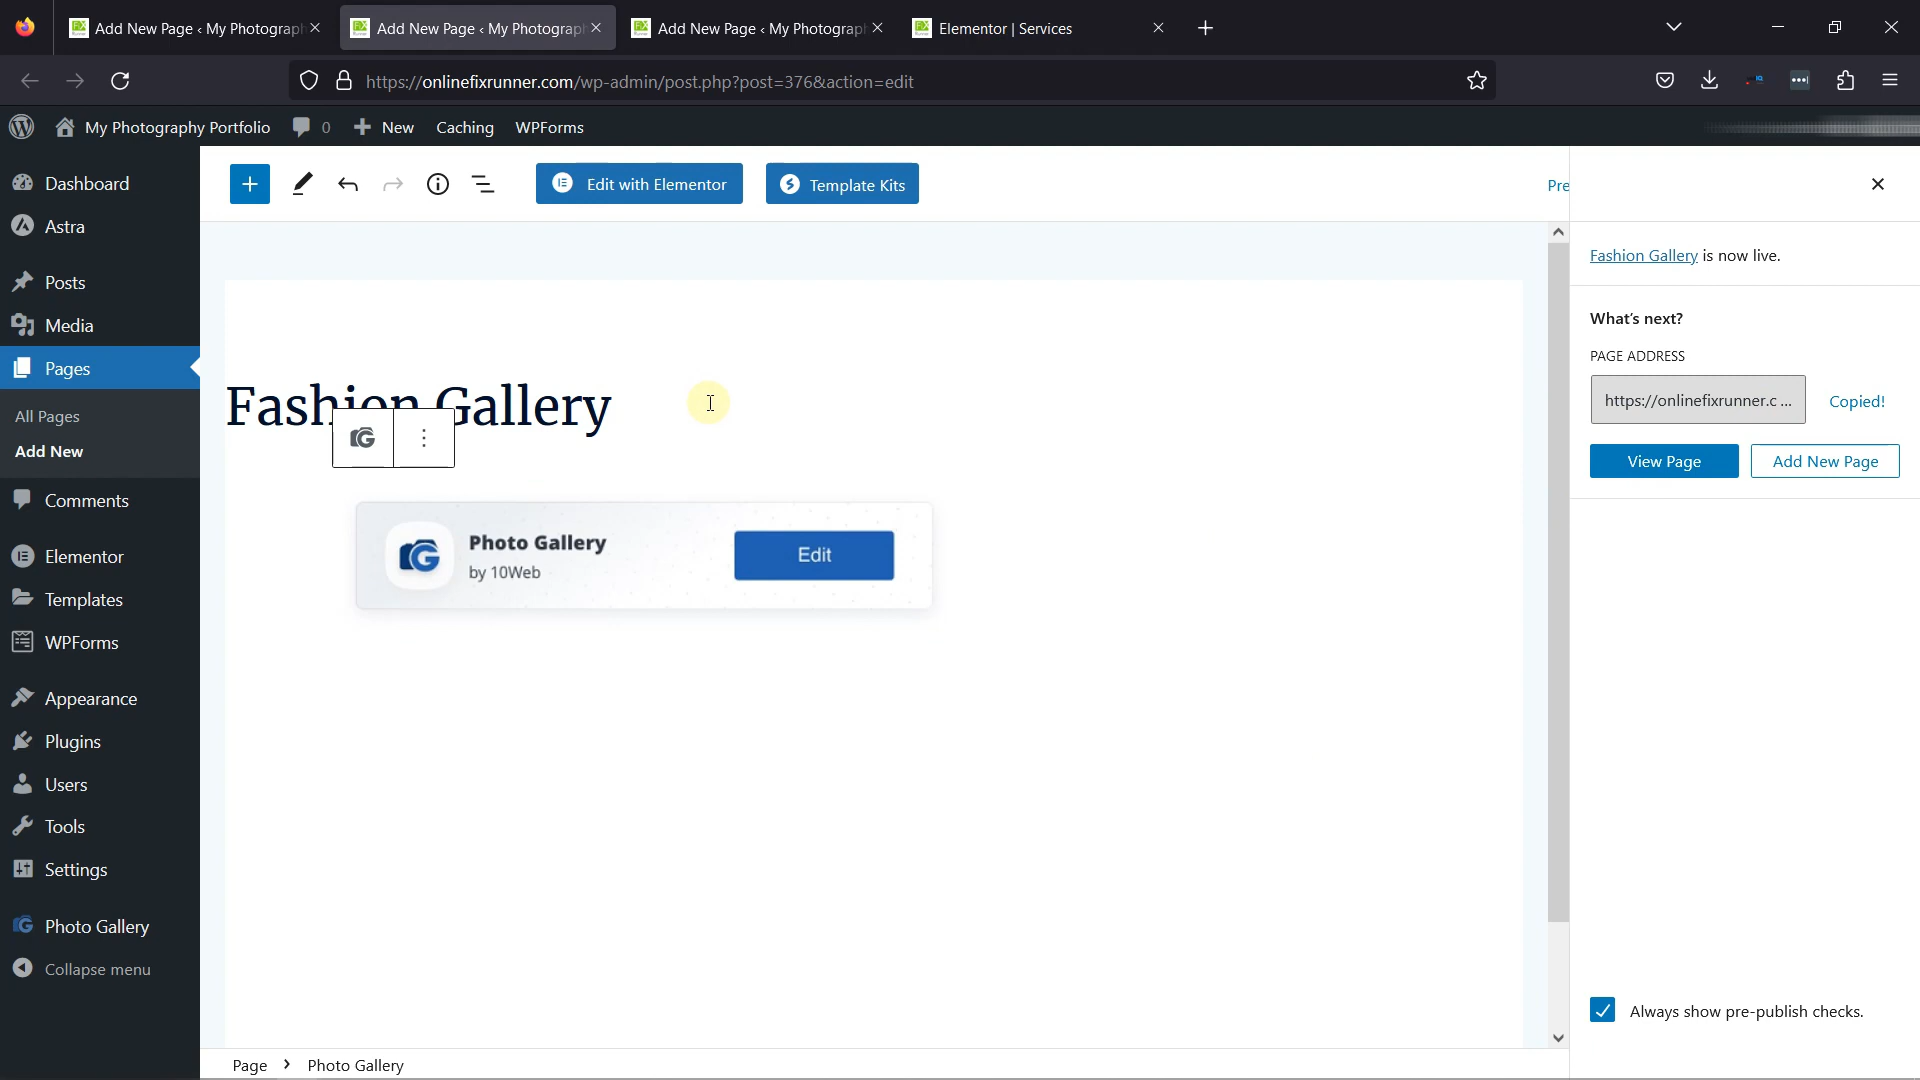 Add New Page ‹ My Photograph
Add New Page ‹ My Photograp
Add New Page ‹ My Photograp
Elementor | Services
https://onlinefixrunner.com/wp-admin/post.php?post=376&action=edit
My Photography Portfolio
0
New
Caching
WPForms
Dashboard
Astra
Posts
Media
Pages
All Pages
Add New
Comments
Elementor
Templates
WPForms
Appearance
Plugins
Users
Tools
Settings
Photo Gallery
Collapse menu
Edit with Elementor
Template Kits
Pre
Fashion Gallery
Photo Gallery
by 10Web
Edit
Page
Photo Gallery
Fashion Gallery is now live.
What's next?
PAGE ADDRESS
https://onlinefixrunner.c ...
Copied!
View Page
Add New Page
Always show pre-publish checks.